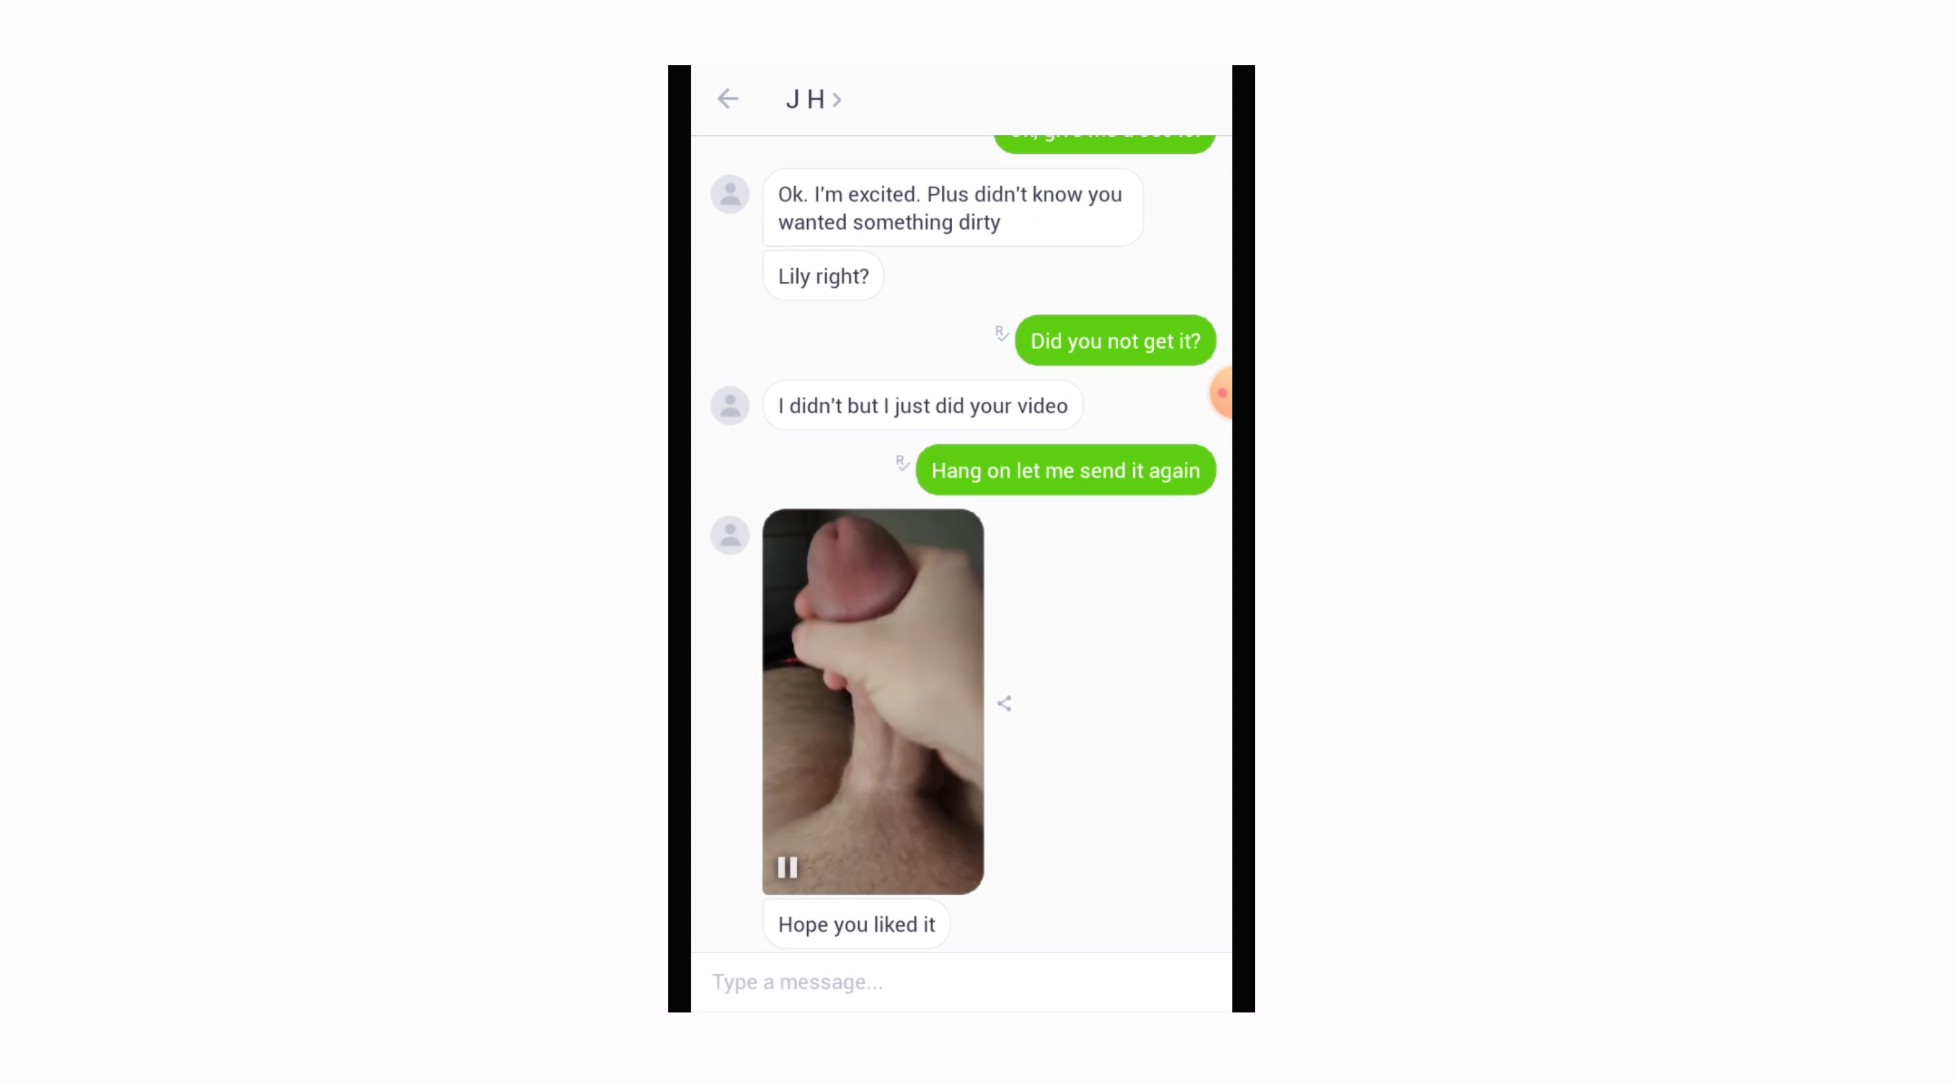 J H
Ok. I'm excited. Plus didn't know you
wanted something dirty
Lily right?
R
Did you not get it?
I didn't but I just did your video
R
Hang on let me send it again
Hope you liked it
Type a message...